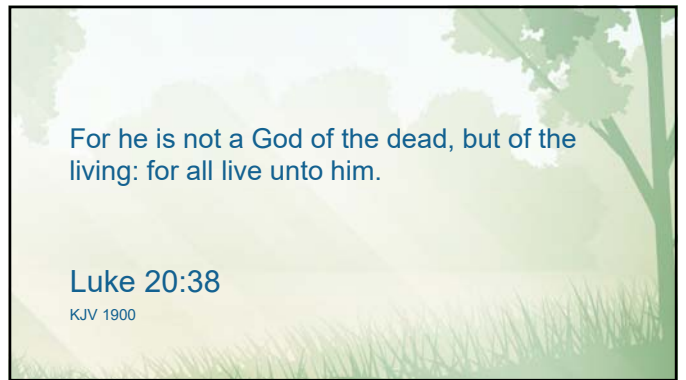 For he is not a God of the dead, but of the
living: for all live unto him.
Luke 20:38
KJV 1900